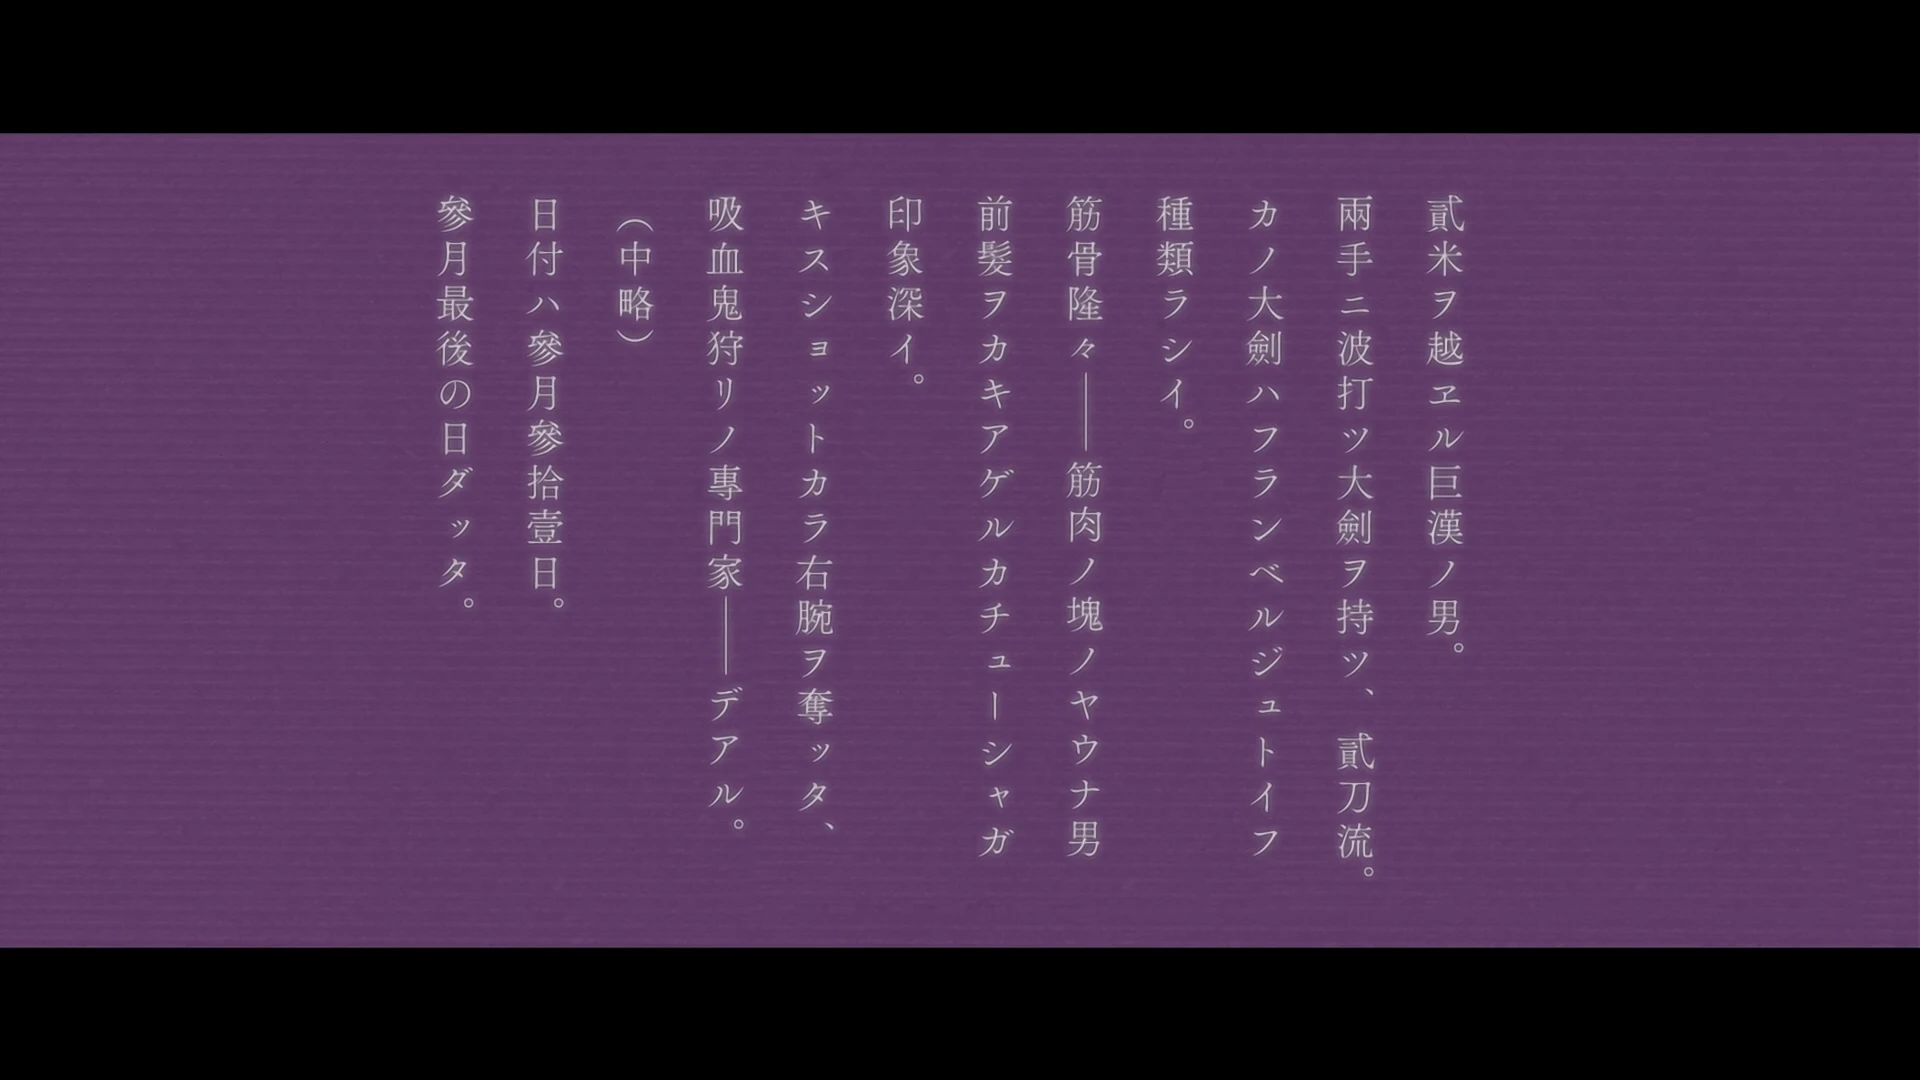 貳米ヲ越ヱル巨漢ノ男。
兩手ニ波打ツ大劍ヲ持ツ、貳刀流。
カノ大劍ハフランベルジュトイフ
種類ラシイ。
筋骨隆々――筋肉ノ塊ノヤウナ男
前髪ヲカキアゲルカチューシャガ
印象深イ。
キスショットカラ右腕ヲ奪ッタ、
吸血鬼狩リノ專門家――デアル。
（中略）
日付ハ參月參拾壹日。
參月最後の日ダッタ。